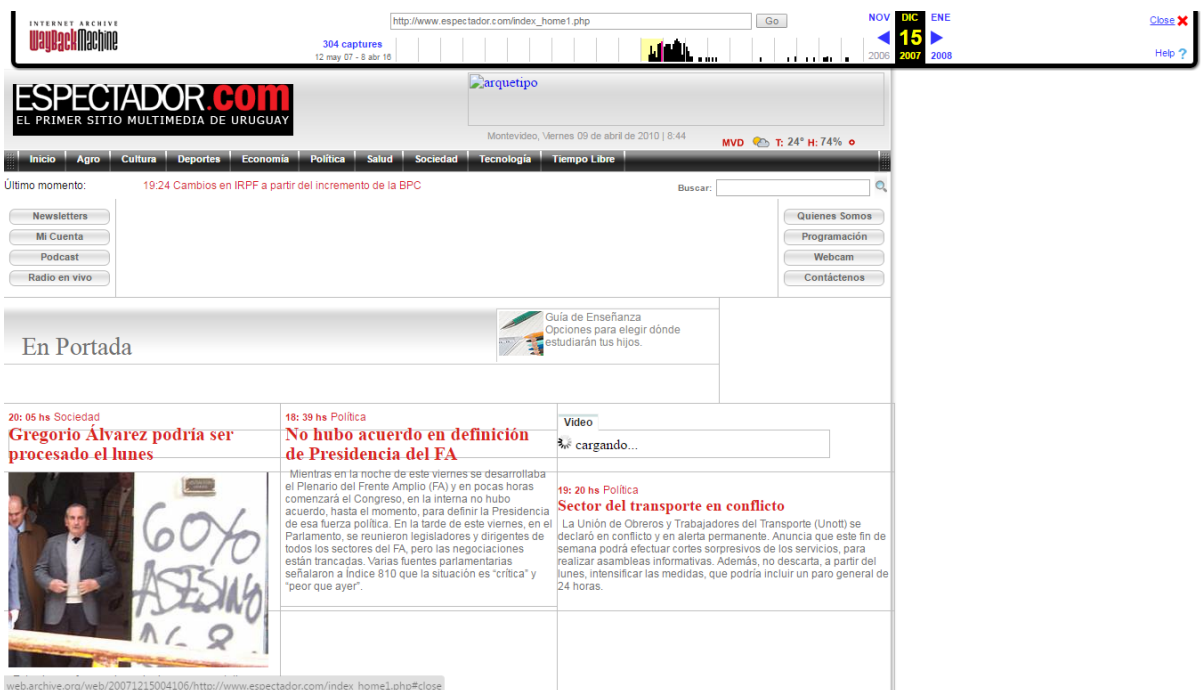 INTERNET ARCHIVE
WayBackMachine
http://www.espectador.com/index_home1.php
Go
NOV DIC ENE
Close
304 captures
15
12 may 07 - 8 abr 16
2006 2007 2008
Help ?
ESPECTADOR.COM
EL PRIMER SITIO MULTIMEDIA DE URUGUAY
arquetipo
Montevideo, Viernes 09 de abril de 2010 | 8:44
MVD T: 24° H: 74%
Inicio Agro Cultura Deportes Economía Política Salud Sociedad Tecnología Tiempo Libre
Último momento: 19:24 Cambios en IRPF a partir del incremento de la BPC
Buscar:
Newsletters
Mi Cuenta
Podcast
Radio en vivo
Quienes Somos
Programación
Webcam
Contáctenos
En Portada
Guía de Enseñanza
Opciones para elegir dónde
estudiarán tus hijos.
20: 05 hs Sociedad
Gregorio Álvarez podría ser
procesado el lunes
60%
ASESINO
18: 39 hs Política
No hubo acuerdo en definición
de Presidencia del FA
Mientras en la noche de este viernes se desarrollaba
el Plenario del Frente Amplio (FA) y en pocas horas
comenzará el Congreso, en la interna no hubo
acuerdo, hasta el momento, para definir la Presidencia
de esa fuerza política. En la tarde de este viernes, en el
Parlamento, se reunieron legisladores y dirigentes de
todos los sectores del FA, pero las negociaciones
están trancadas. Varias fuentes parlamentarias
señalaron a Índice 810 que la situación es “crítica” y
“peor que ayer”.
Video
cargando...
19: 20 hs Política
Sector del transporte en conflicto
La Unión de Obreros y Trabajadores del Transporte (Unott) se
declaró en conflicto y en alerta permanente. Anuncia que este fin de
semana podrá efectuar cortes sorpresivos de los servicios, para
realizar asambleas informativas. Además, no descarta, a partir del
lunes, intensificar las medidas, que podría incluir un paro general de
24 horas.
web.archive.org/web/20071215004106/http://www.espectador.com/index_home1.php#close